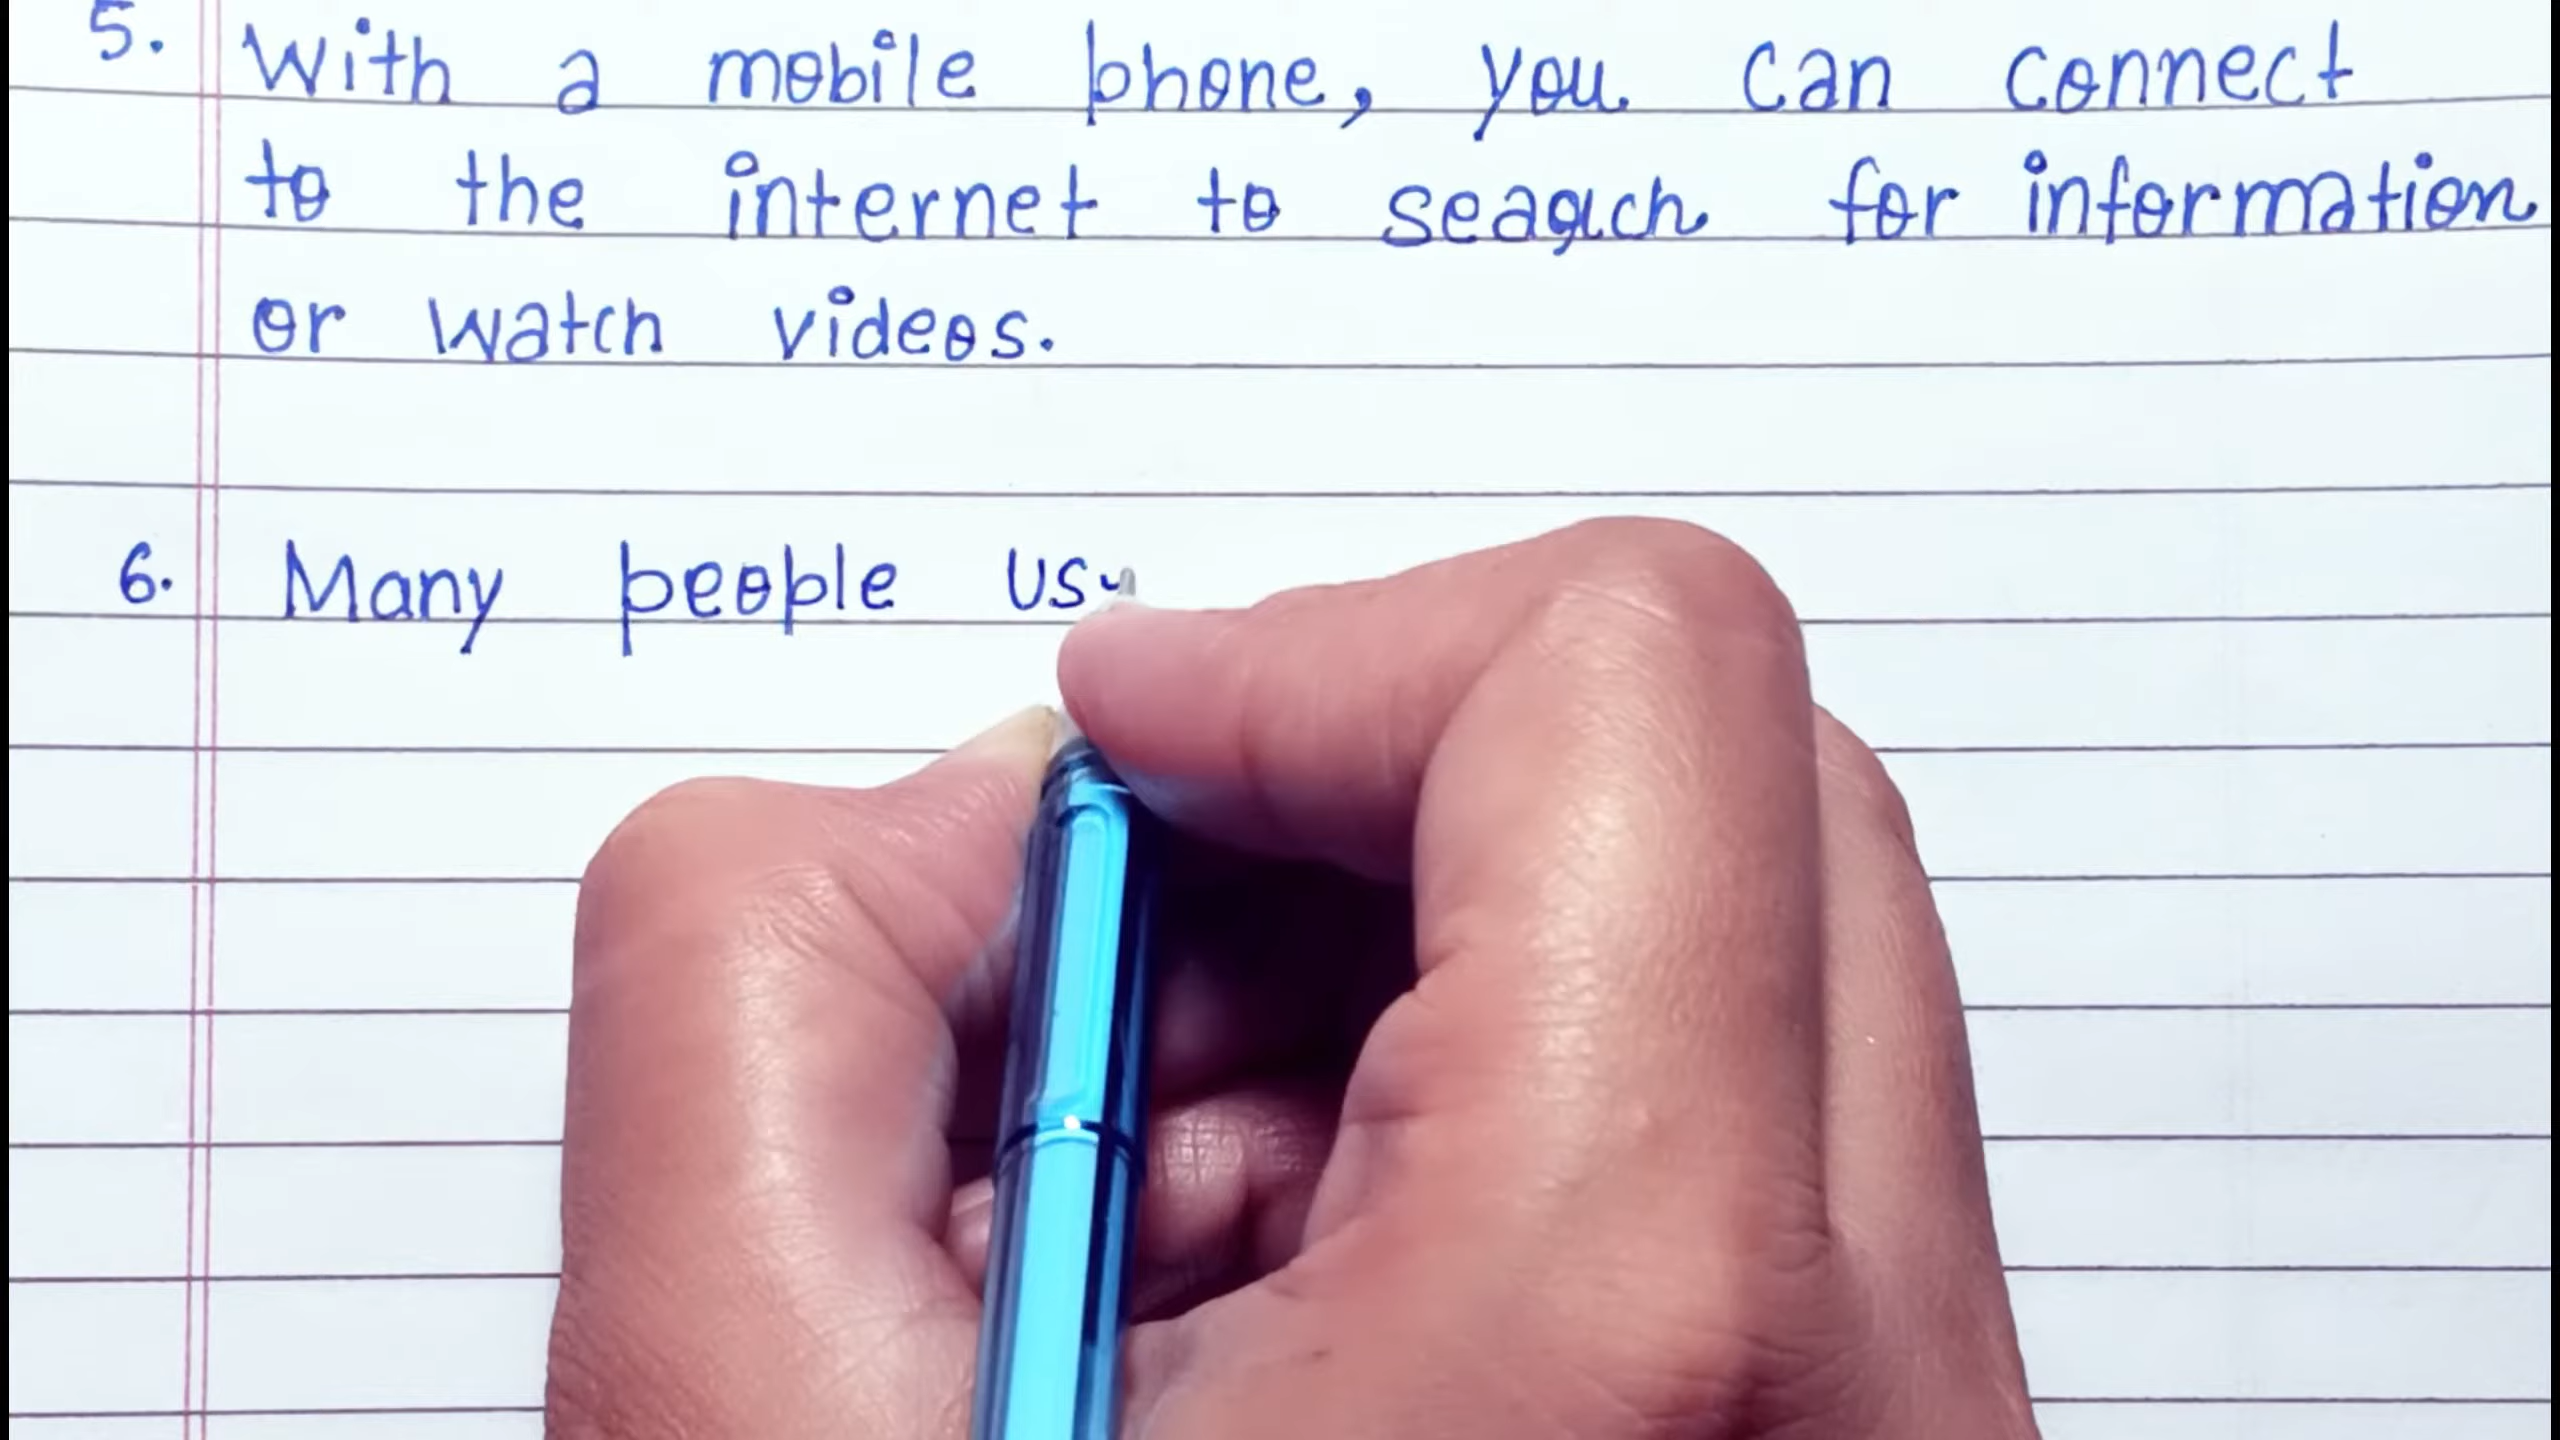 5. With a mobile phone, you can connect
to the internet to search for information
or watch videos.
6. Many people